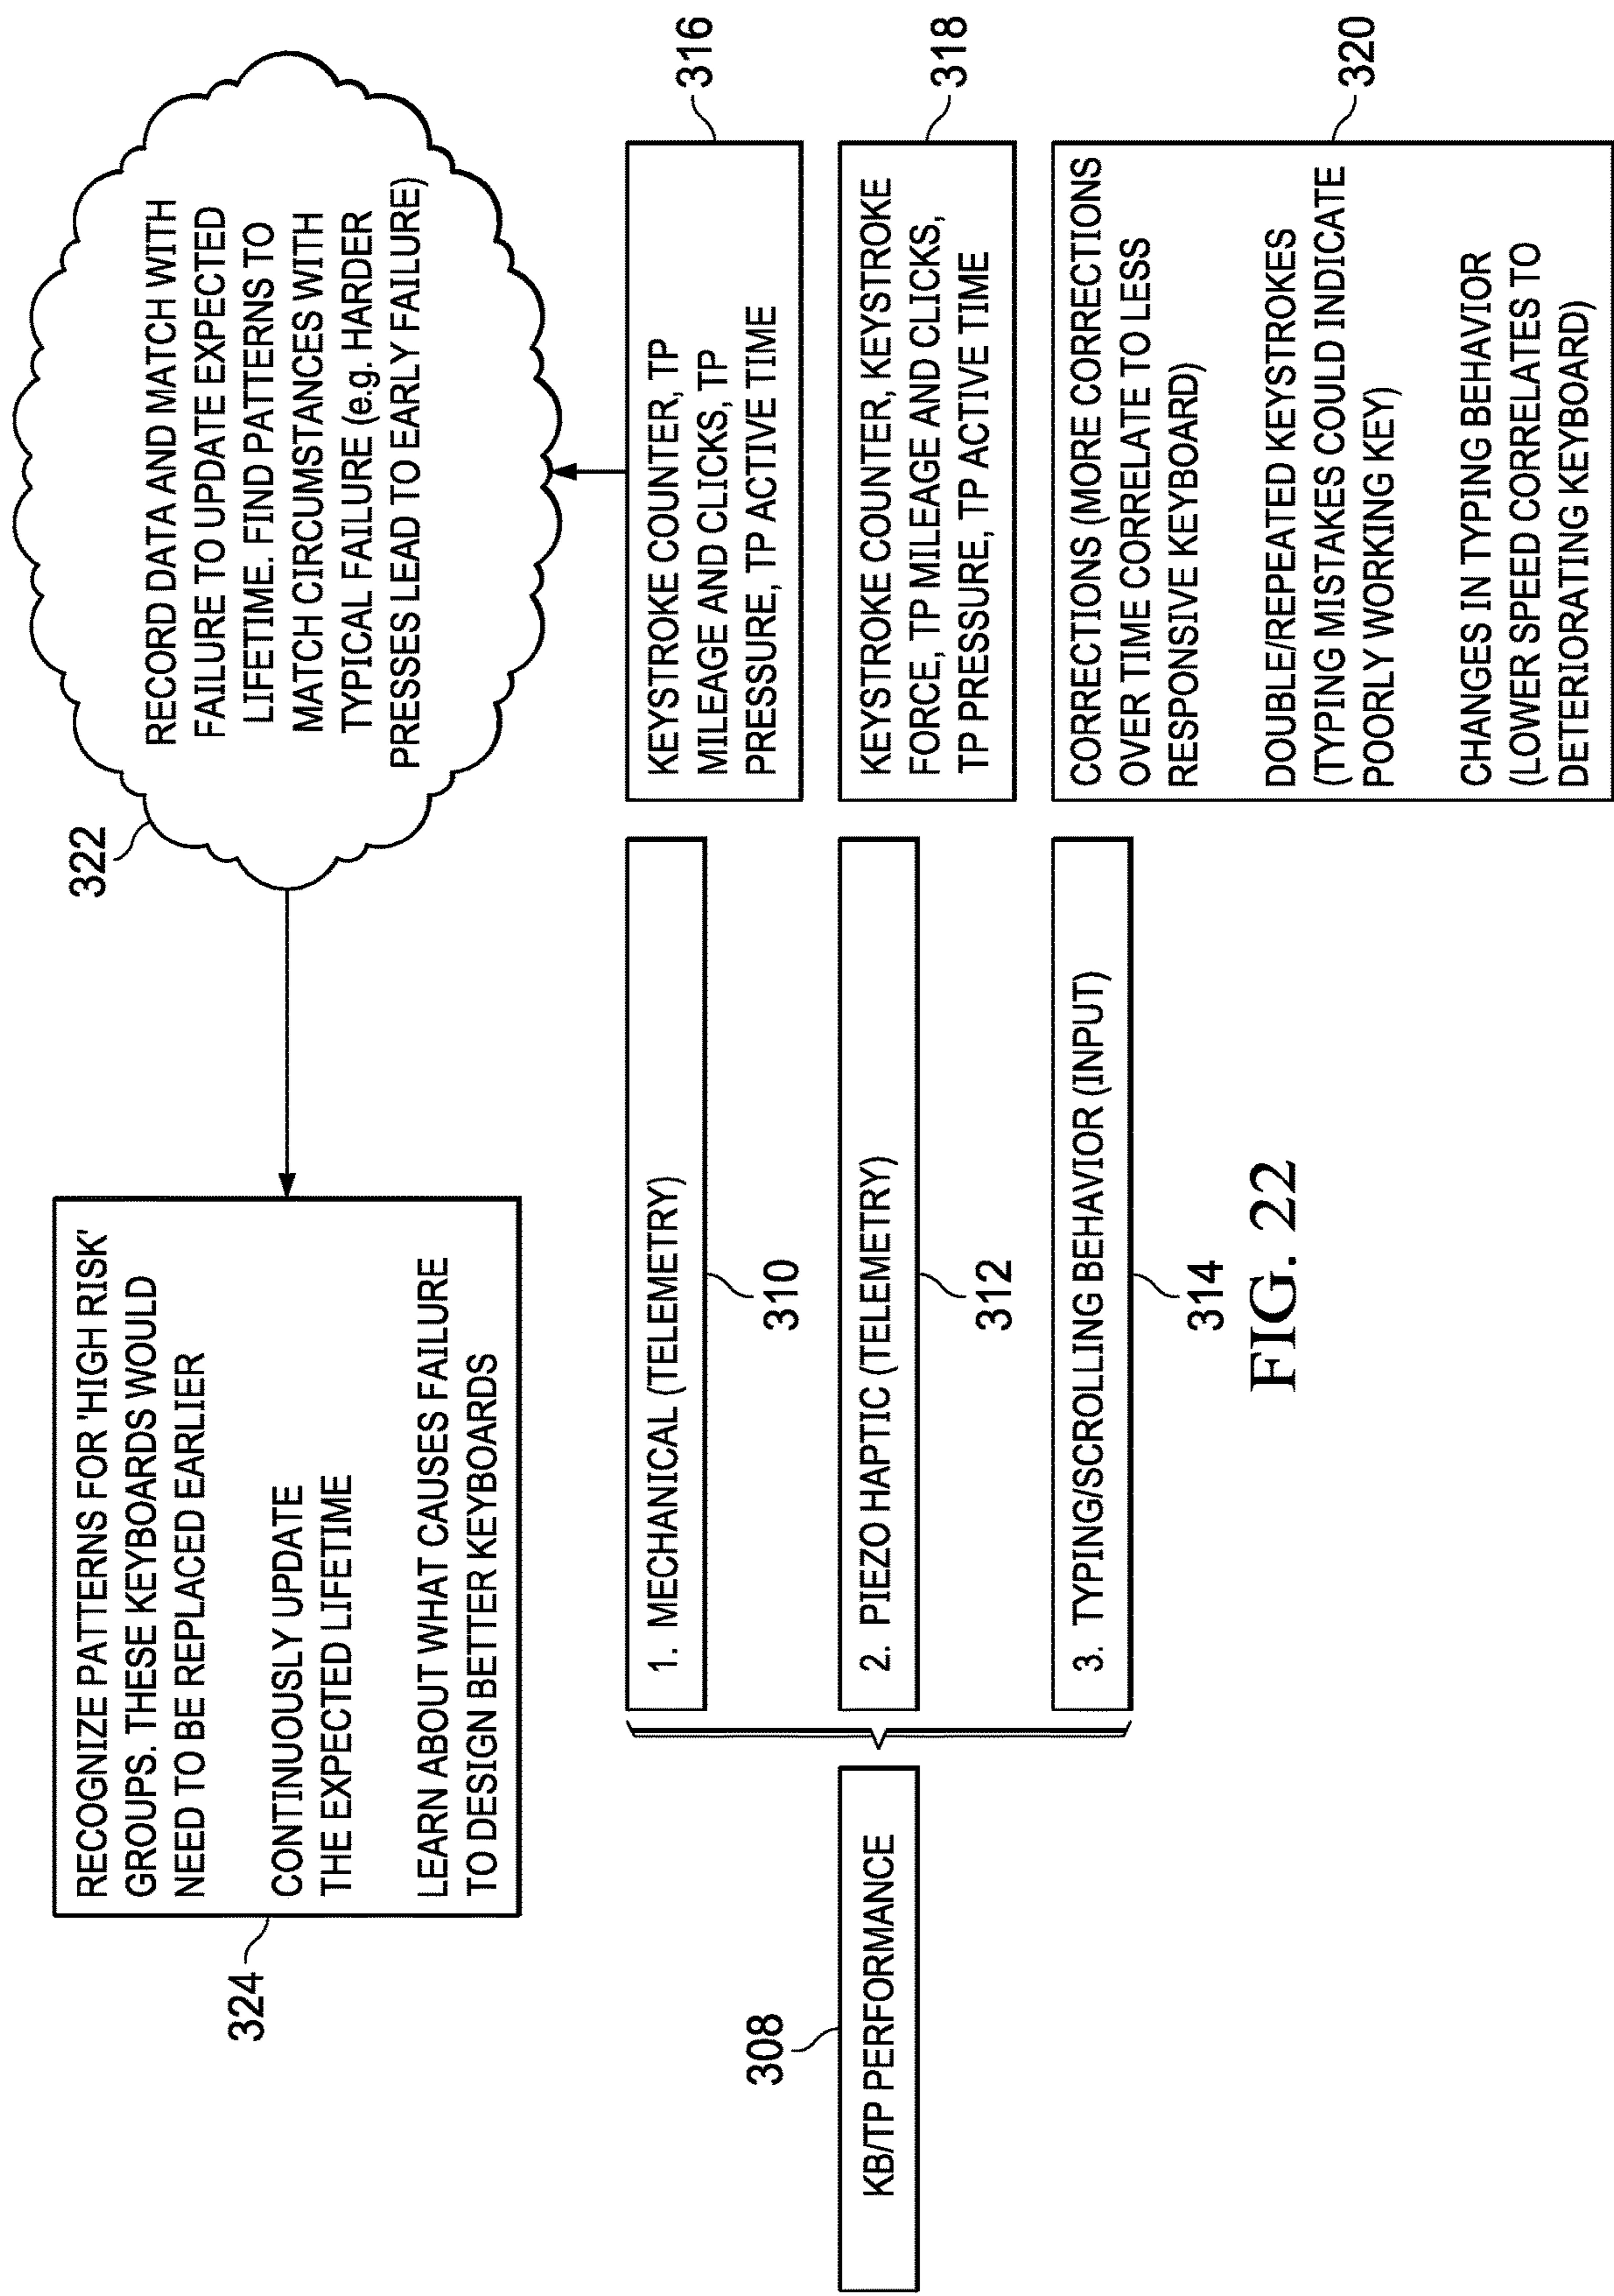 324
RECOGNIZE PATTERNS FOR 'HIGH RISK'
GROUPS. THESE KEYBOARDS WOULD
NEED TO BE REPLACED EARLIER
CONTINUOUSLY UPDATE
THE EXPECTED LIFETIME
LEARN ABOUT WHAT CAUSES FAILURE
TO DESIGN BETTER KEYBOARDS
322
RECORD DATA AND MATCH WITH
FAILURE TO UPDATE EXPECTED
LIFETIME. FIND PATTERNS TO
MATCH CIRCUMSTANCES WITH
TYPICAL FAILURE (e.g. HARDER
PRESSES LEAD TO EARLY FAILURE)
308
KB/TP PERFORMANCE
1. MECHANICAL (TELEMETRY)
310
KEYSTROKE COUNTER, TP
MILEAGE AND CLICKS, TP
PRESSURE, TP ACTIVE TIME
316
2. PIEZO HAPTIC (TELEMETRY)
312
KEYSTROKE COUNTER, KEYSTROKE
FORCE, TP MILEAGE AND CLICKS,
TP PRESSURE, TP ACTIVE TIME
318
3. TYPING/SCROLLING BEHAVIOR (INPUT)
314
CORRECTIONS (MORE CORRECTIONS
OVER TIME CORRELATE TO LESS
RESPONSIVE KEYBOARD)
DOUBLE/REPEATED KEYSTROKES
(TYPING MISTAKES COULD INDICATE
POORLY WORKING KEY)
CHANGES IN TYPING BEHAVIOR
(LOWER SPEED CORRELATES TO
DETERIORATING KEYBOARD)
320
FIG. 22